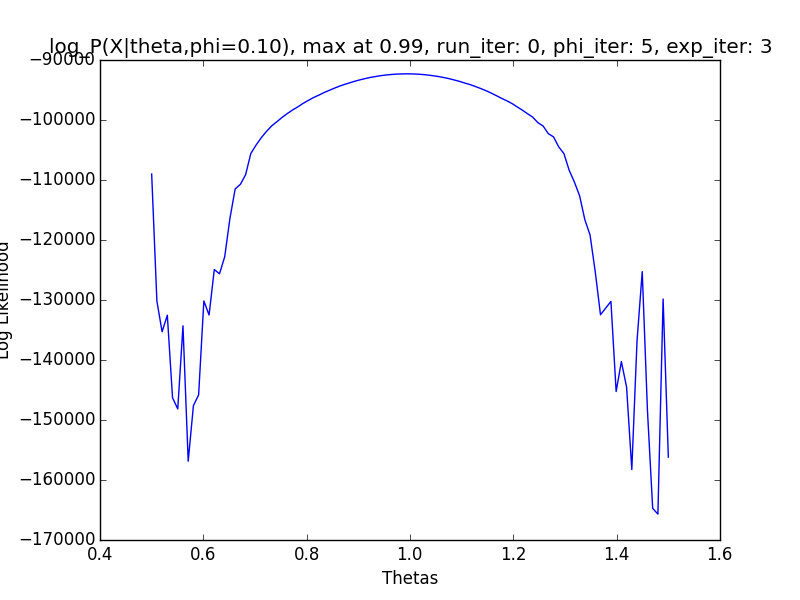 log_P(X|theta,phi=0.10), max at 0.99, run_iter: 0, phi_iter: 5, exp_iter: 3
−90000
−100000
−110000
−120000
−130000
−140000
−150000
−160000
−170000
Log Likelihood
0.4 0.6 0.8 1.0 1.2 1.4 1.6
Thetas